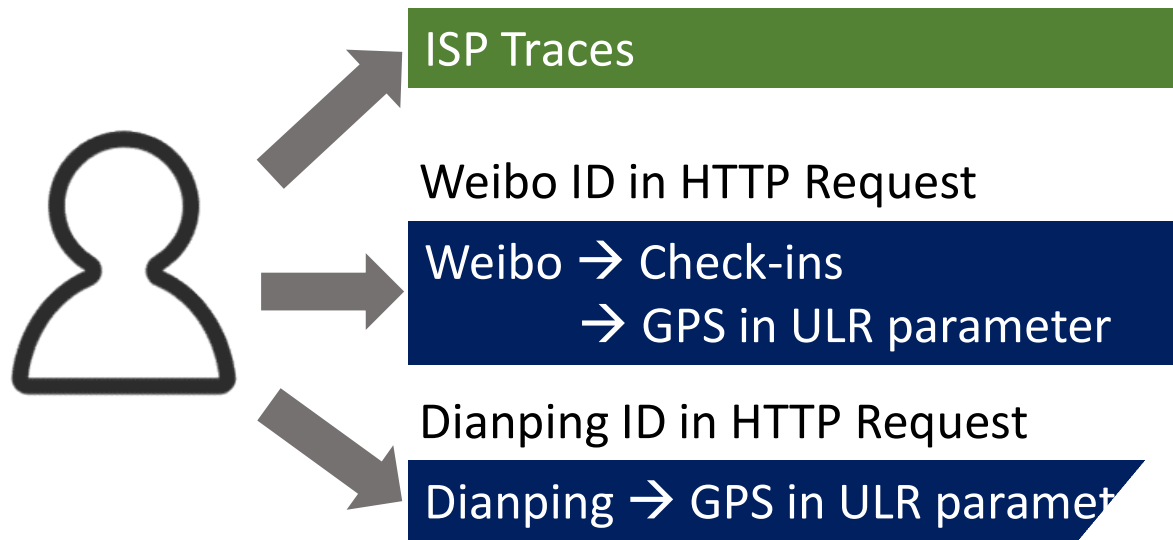 ISP Traces
Weibo ID in HTTP Request
Weibo → Check-ins
→ GPS in ULR parameter
Dianping ID in HTTP Request
Dianping → GPS in ULR paramet